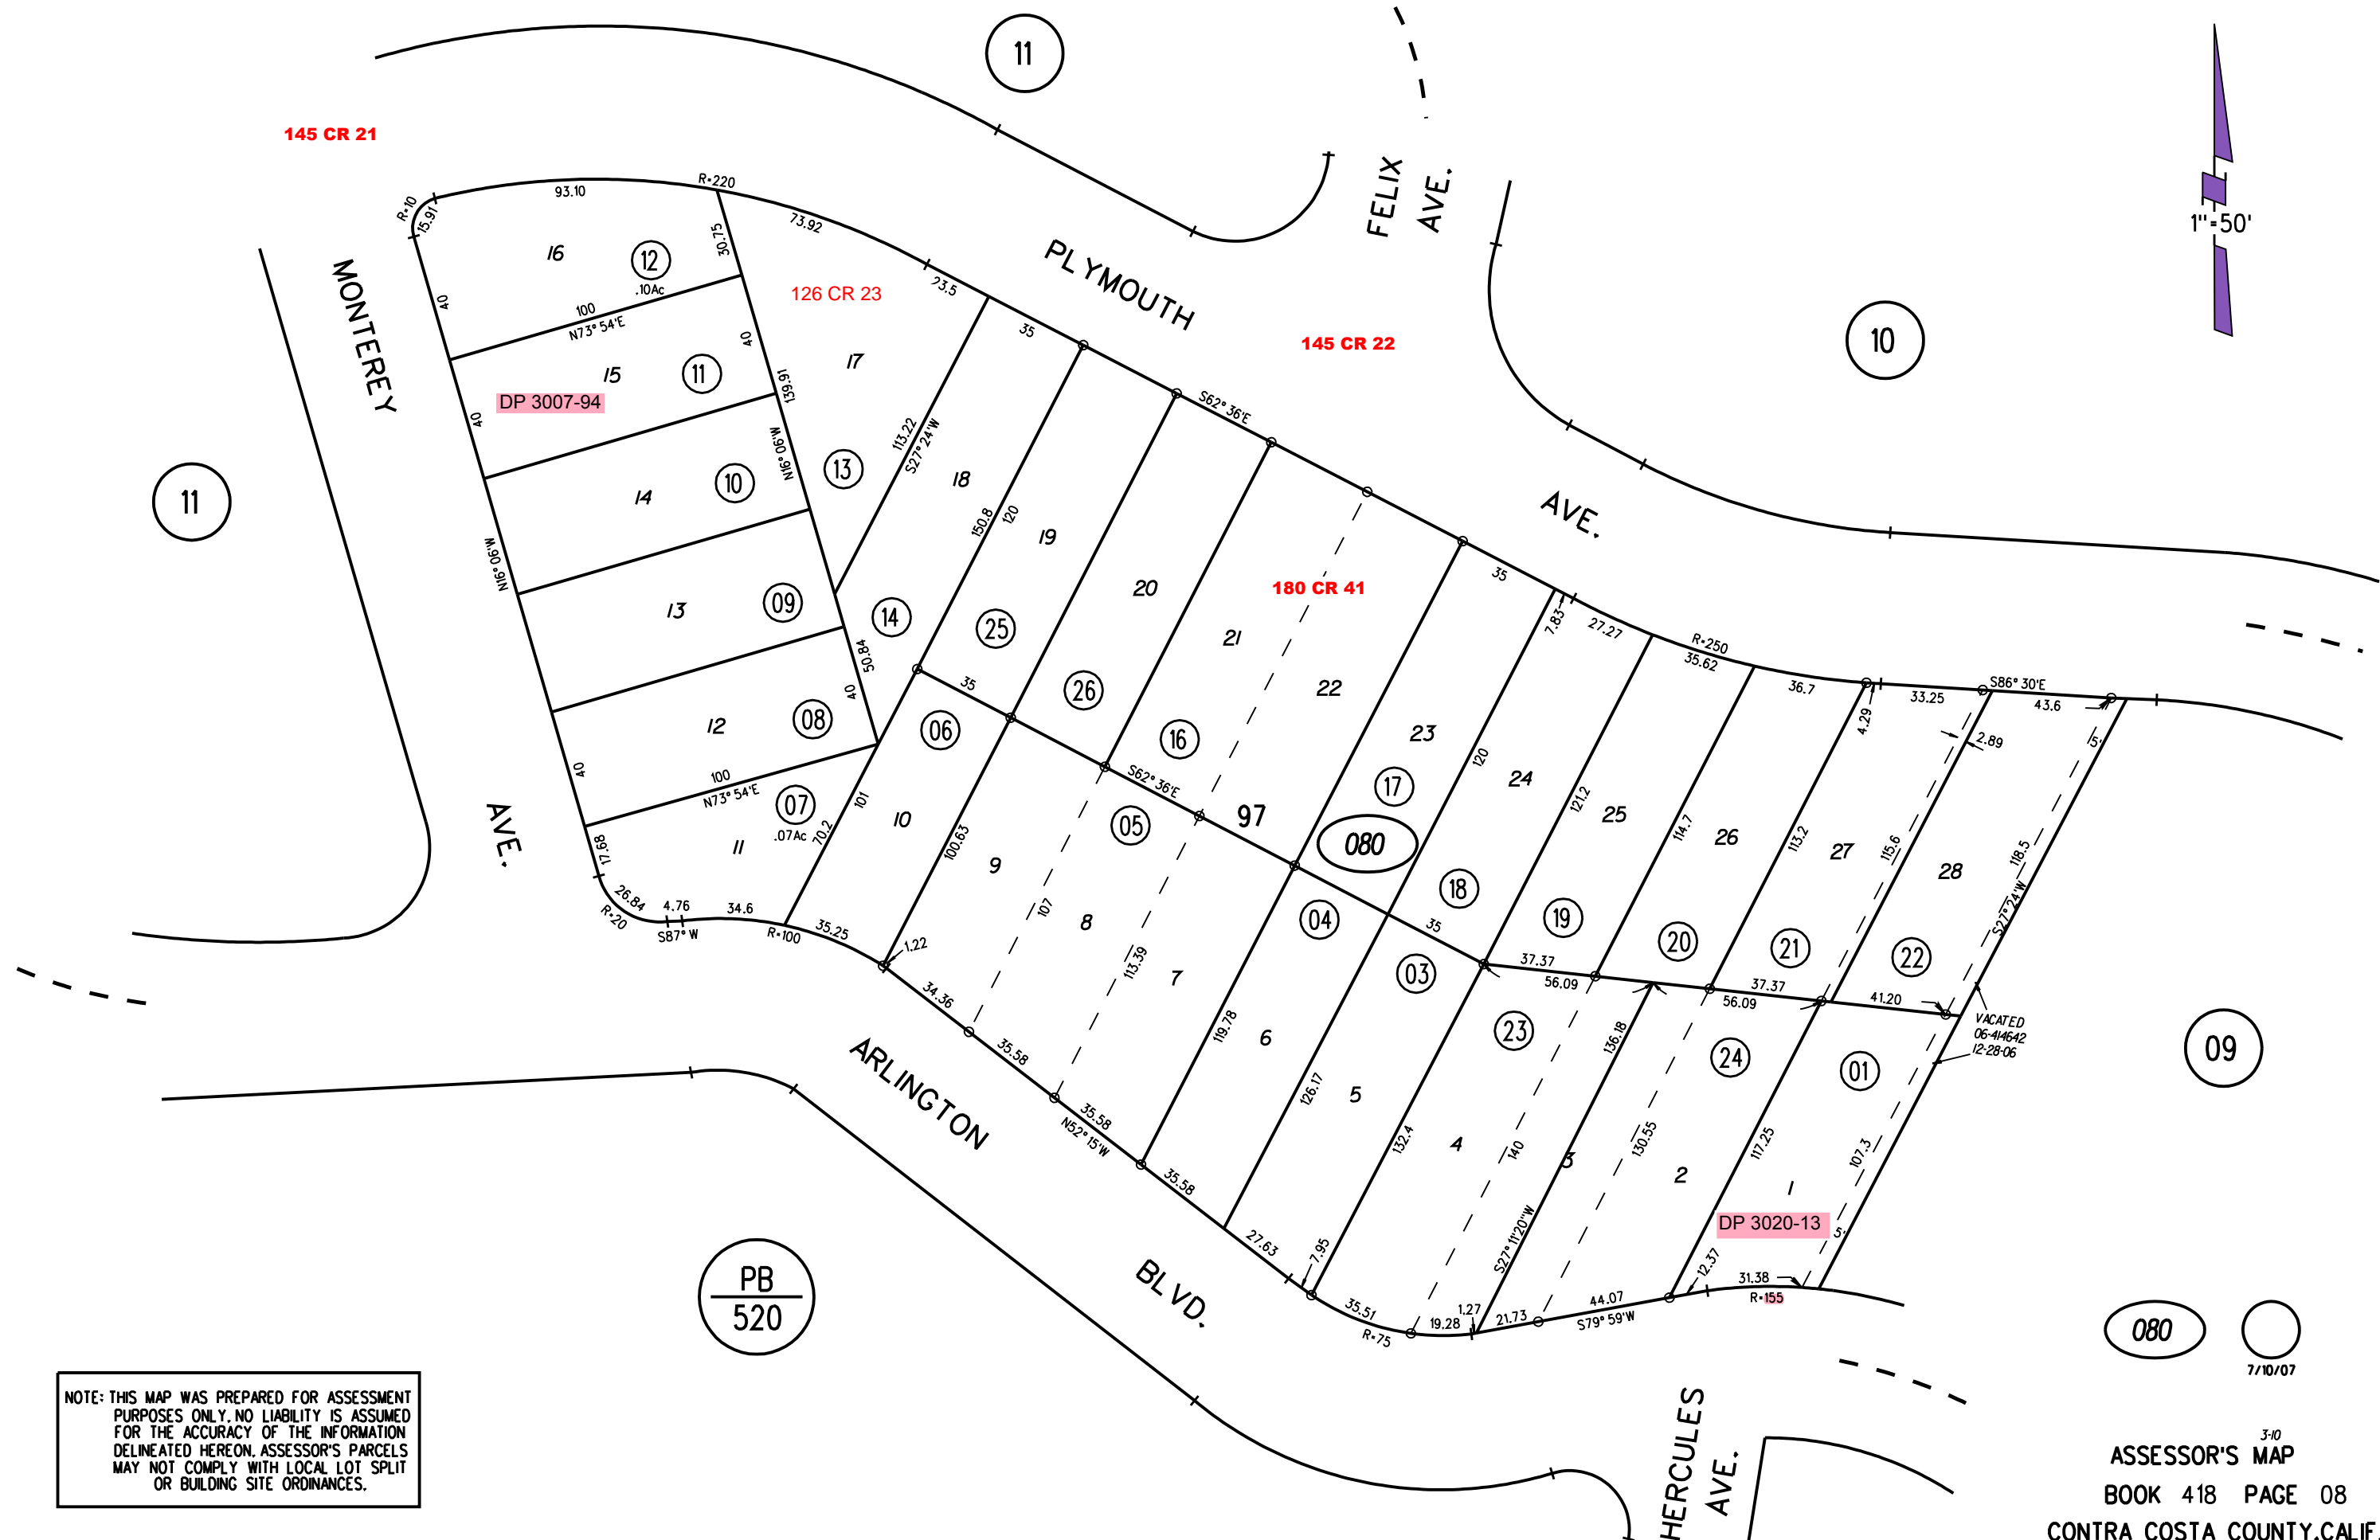 11
145 CR 21
FELIX
AVE.
1"=50'
R=10
15.91
93.10
R=220
73.92
30.75
16
12
.10Ac
40
100
N73° 54'E
MONTEREY
AVE.
126 CR 23
23.5
PLYMOUTH
AVE.
145 CR 22
10
35
17
15
11
DP 3007-94
40
40
139.91
N16° 06'W
113.22
S27° 24'W
S62° 36'E
11
14
10
13
18
150.8
120
19
20
N16° 06'W
13
09
14
25
50.84
40
180 CR 41
21
22
35
7.83
27.27
R=250
35.62
36.7
4.29
33.25
S86° 30'E
43.6
5'
2.89
12
08
35
06
26
16
23
17
120
24
121.2
25
114.7
26
113.2
27
115.6
28
118.5
S27° 24'W
40
100
N73° 54'E
07
.07Ac
11
101
70.2
10
100.63
9
05
S62° 36'E
97
080
17.68
26.84
R=20
4.76
S87° W
34.6
R=100
35.25
1.22
107
8
113.39
7
04
18
35
19
20
21
22
37.37
56.09
37.37
56.09
41.20
VACATED
06-414642
12-28-06
09
03
23
136.18
24
01
34.36
35.58
35.58
N52° 15'W
35.58
27.63
7.95
119.78
6
126.17
5
132.4
4
140
3
S27° 11'20"W
130.55
2
117.25
1
107.3
DP 3020-13
5'
12.37
31.38
R=155
ARLINGTON
BLVD.
35.51
R=75
19.28
1.27
21.73
44.07
S79° 59'W
PB
520
080
7/10/07
HERCULES
AVE.
NOTE: THIS MAP WAS PREPARED FOR ASSESSMENT
PURPOSES ONLY. NO LIABILITY IS ASSUMED
FOR THE ACCURACY OF THE INFORMATION
DELINEATED HEREON. ASSESSOR'S PARCELS
MAY NOT COMPLY WITH LOCAL LOT SPLIT
OR BUILDING SITE ORDINANCES.
3-10
ASSESSOR'S MAP
BOOK 418 PAGE 08
CONTRA COSTA COUNTY, CALIF.